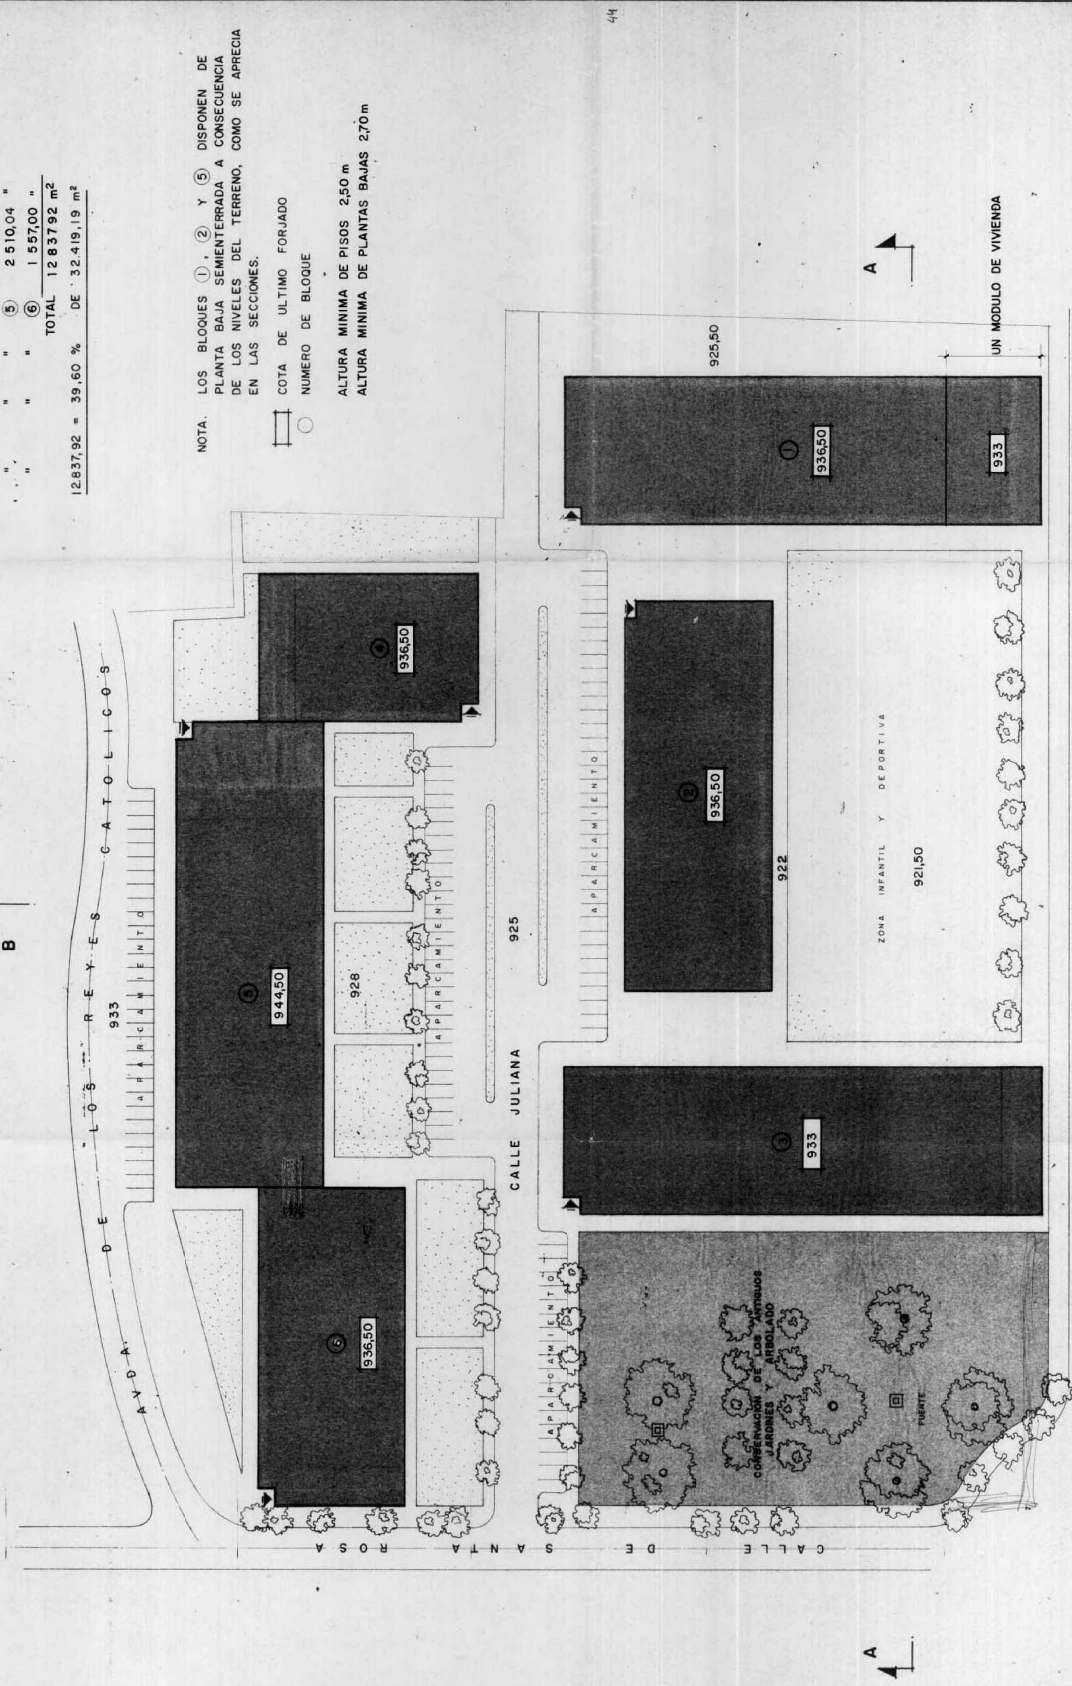 " " " ⑤ 2 510,04 "
" " " ⑥ 1 557,00 "
TOTAL 12 837 92 m²
12.837,92 = 39,60 % DE 32.419,19 m²
NOTA. LOS BLOQUES ①, ② Y ⑤ DISPONEN DE
PLANTA BAJA SEMIENTERRADA A CONSECUENCIA
DE LOS NIVELES DEL TERRENO, COMO SE APRECIA
EN LAS SECCIONES.
COTA DE ULTIMO FORJADO
NUMERO DE BLOQUE
ALTURA MINIMA DE PISOS 2,50 m
ALTURA MINIMA DE PLANTAS BAJAS 2,70 m
44
B
AVDA. DE LOS REYES CATOLICOS
933
APARCAMIENTO
⑤
944,50
④
936,50
⑥
936,50
928
APARCAMIENTO
CALLE JULIANA
925
APARCAMIENTO
APARCAMIENTO
②
936,50
922
ZONA INFANTIL Y DEPORTIVA
921,50
①
936,50
933
925,50
UN MODULO DE VIVIENDA
A
③
933
CONSERVACION DE LOS ANTIGUOS
JARDINES Y ARBOLADO
FUENTE
CALLE DE SANTA ROSA
A